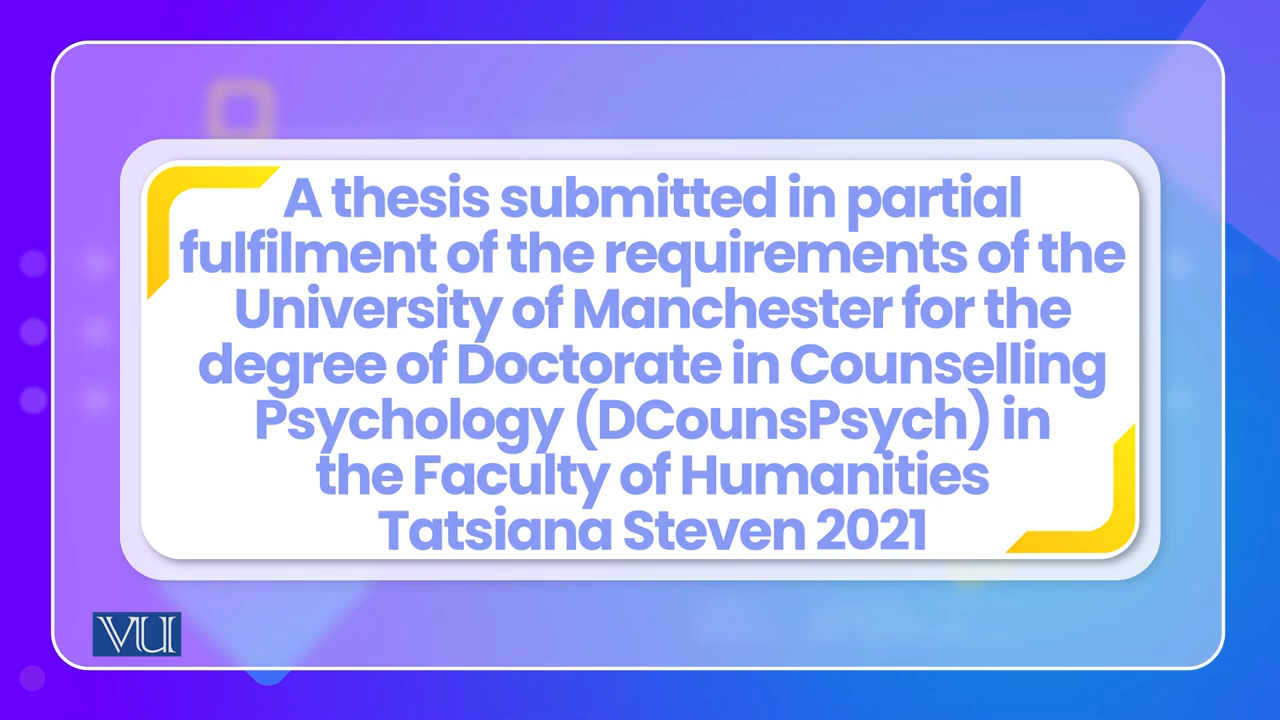 A thesis submitted in partial
fulfilment of the requirements of the
University of Manchester for the
degree of Doctorate in Counselling
Psychology (DCounsPsych) in
the Faculty of Humanities
Tatsiana Steven 2021
VU